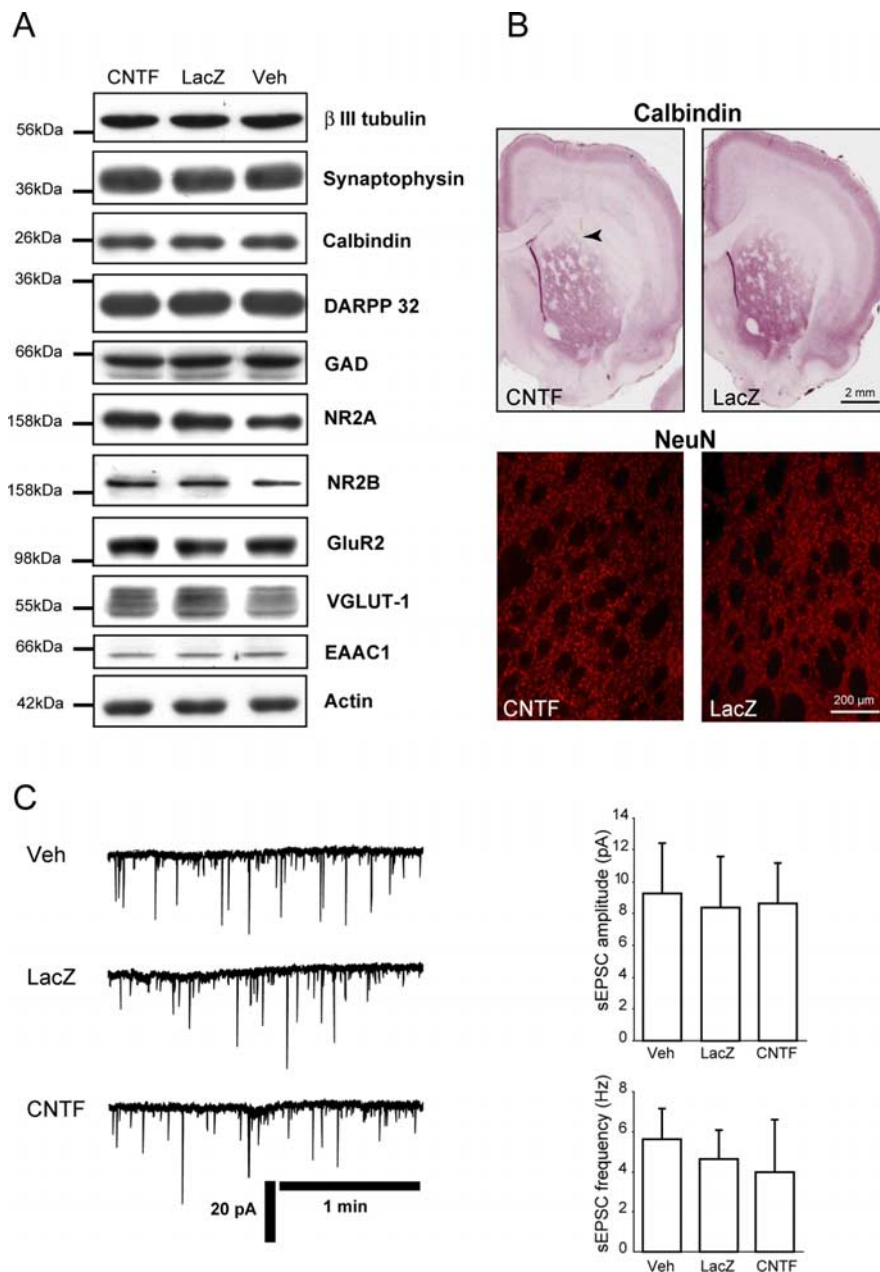 A
CNTF LacZ Veh
56kDa β III tubulin
36kDa Synaptophysin
26kDa Calbindin
36kDa DARPP 32
66kDa GAD
158kDa NR2A
158kDa NR2B
98kDa GluR2
55kDa VGLUT-1
66kDa EAAC1
42kDa Actin
B
Calbindin
CNTF LacZ 2 mm
NeuN
CNTF LacZ 200 µm
C
Veh
LacZ
CNTF
20 pA 1 min
sEPSC amplitude (pA)
14
12
10
8
6
4
2
0
Veh LacZ CNTF
sEPSC frequency (Hz)
8
6
4
2
0
Veh LacZ CNTF